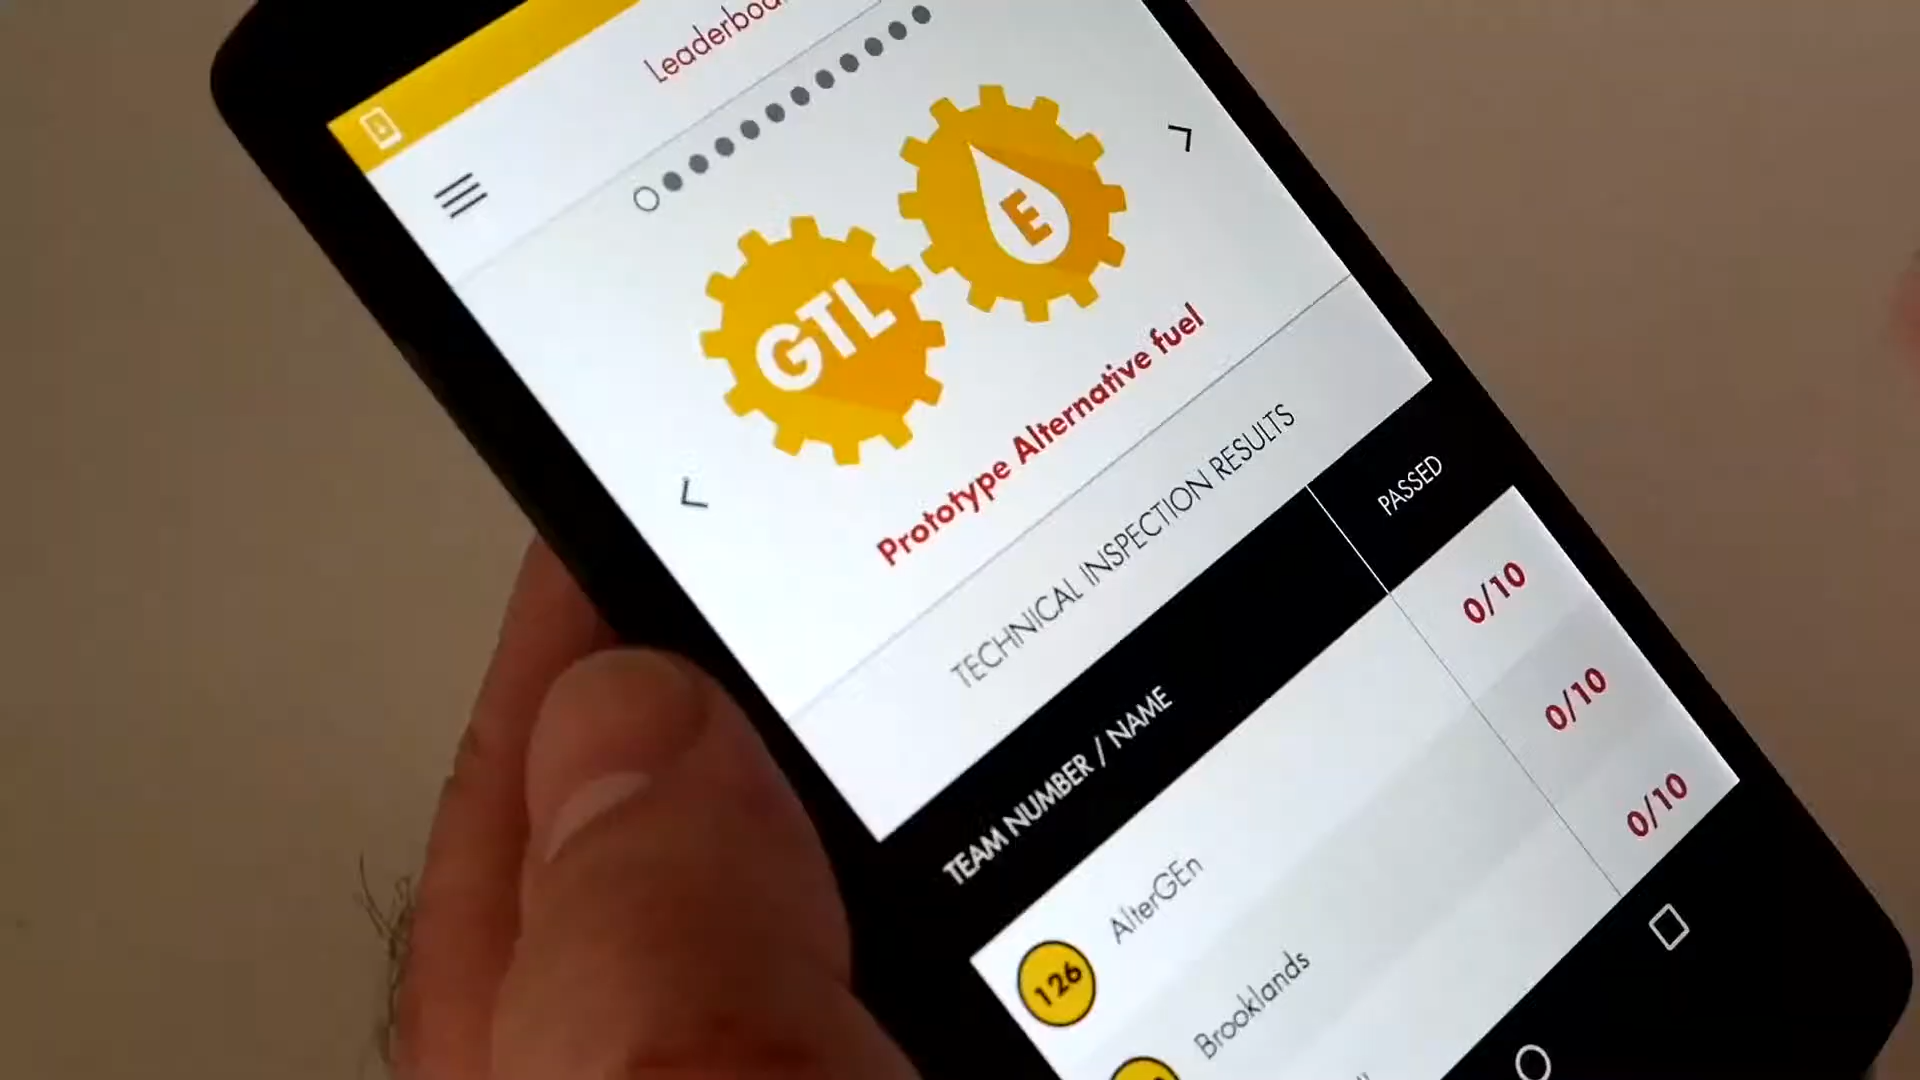 Leaderboa
GTL
E
Prototype Alternative fuel
TECHNICAL INSPECTION RESULTS
TEAM NUMBER / NAME PASSED
126 AlterGEn 0/10
Brooklands 0/10
0/10